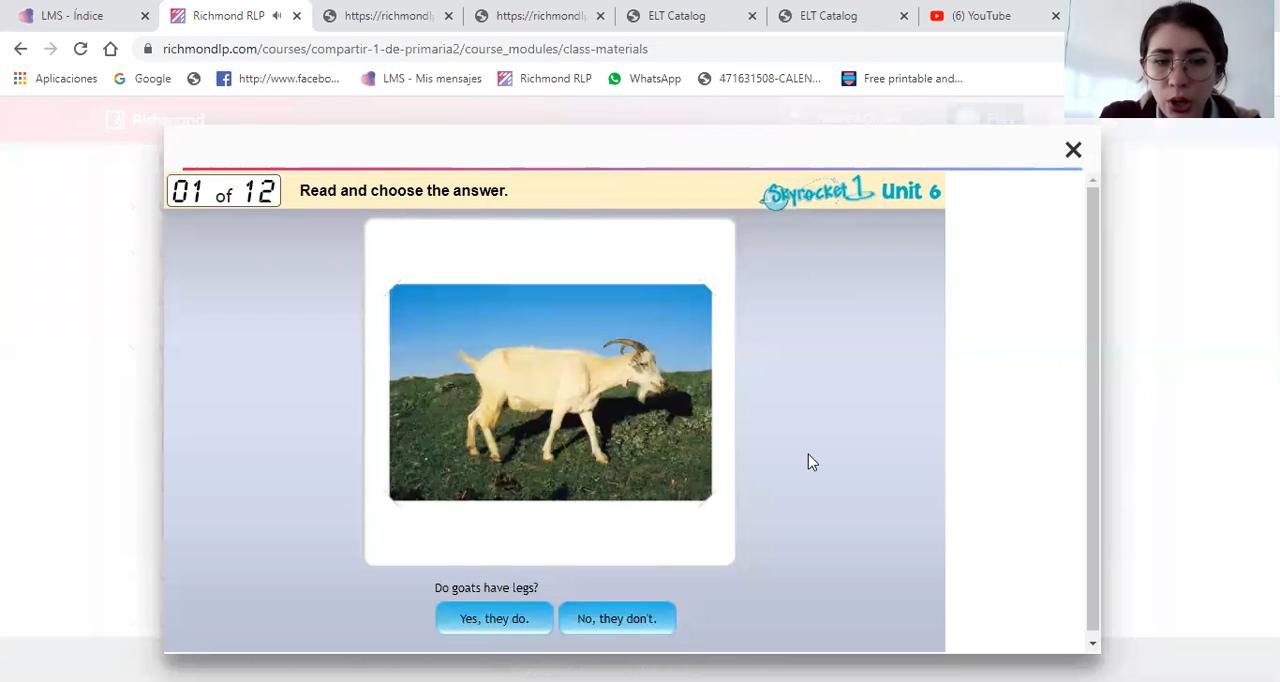 LMS - Índice
Richmond RLP
https://richmondl
https://richmondl
ELT Catalog
ELT Catalog
(6) YouTube
richmondlp.com/courses/compartir-1-de-primaria2/course_modules/class-materials
Aplicaciones
Google
http://www.facebo...
LMS - Mis mensajes
Richmond RLP
WhatsApp
471631508-CALEN...
Free printable and...
Richmond
01 of 12
Read and choose the answer.
Skyrocket 1 Unit 6
Do goats have legs?
Yes, they do.
No, they don't.